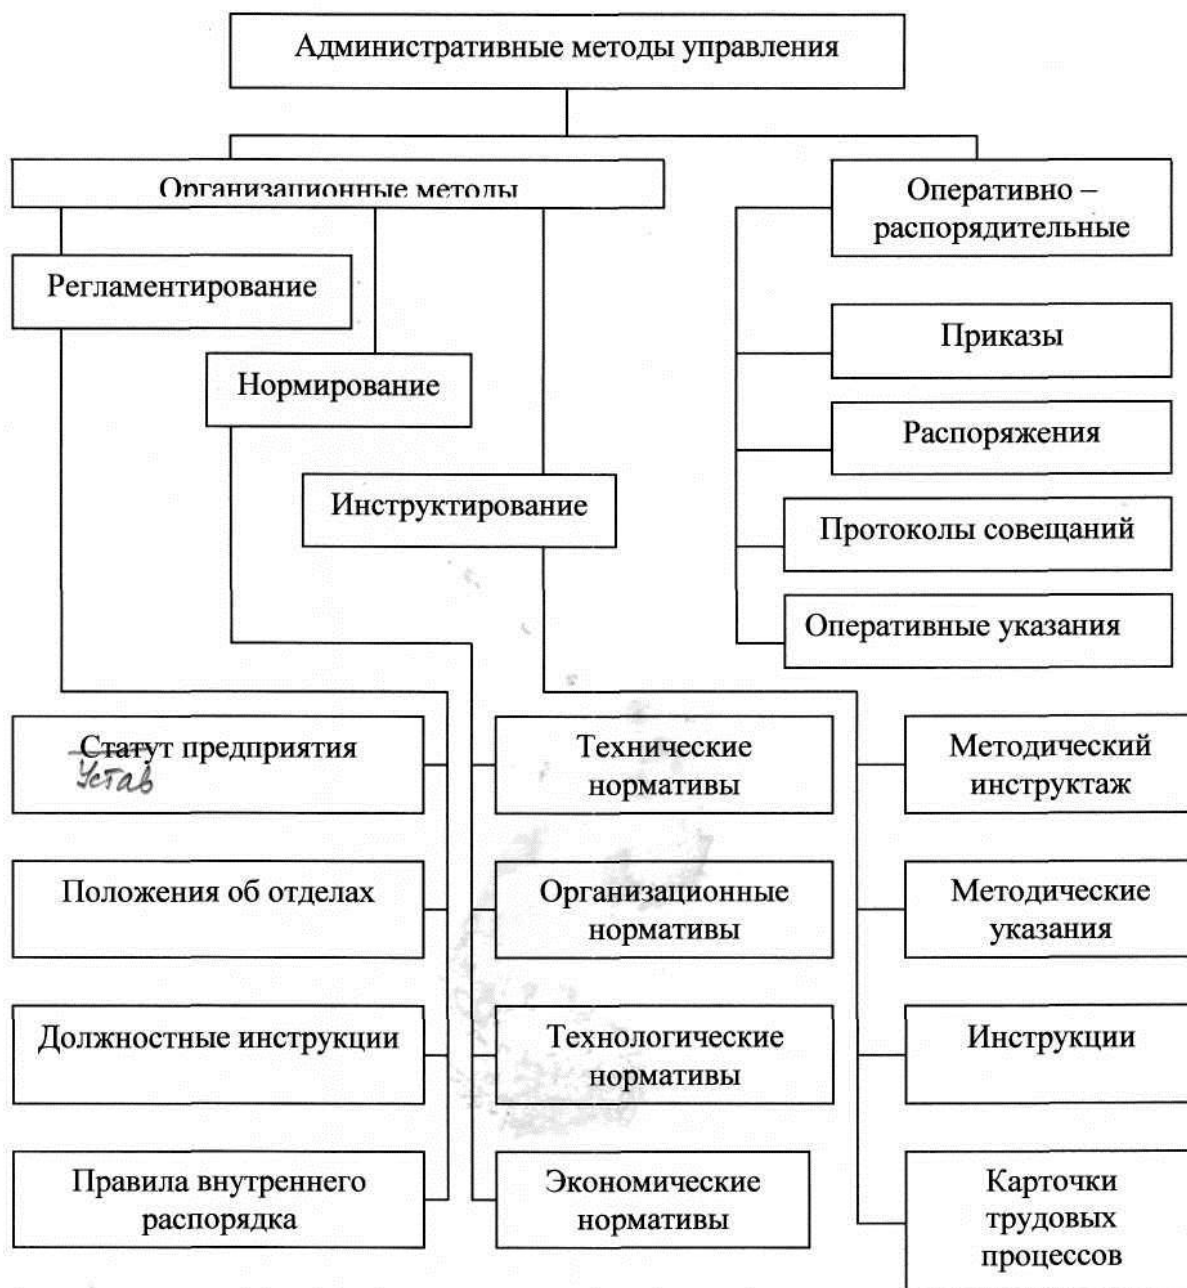 Административные методы управления
Организационные методы
Оперативно –
распорядительные
Регламентирование
Приказы
Нормирование
Распоряжения
Инструктирование
Протоколы совещаний
Оперативные указания
Статут предприятия
Устав
Технические
нормативы
Методический
инструктаж
Положения об отделах
Организационные
нормативы
Методические
указания
Должностные инструкции
Технологические
нормативы
Инструкции
Правила внутреннего
распорядка
Экономические
нормативы
Карточки
трудовых
процессов